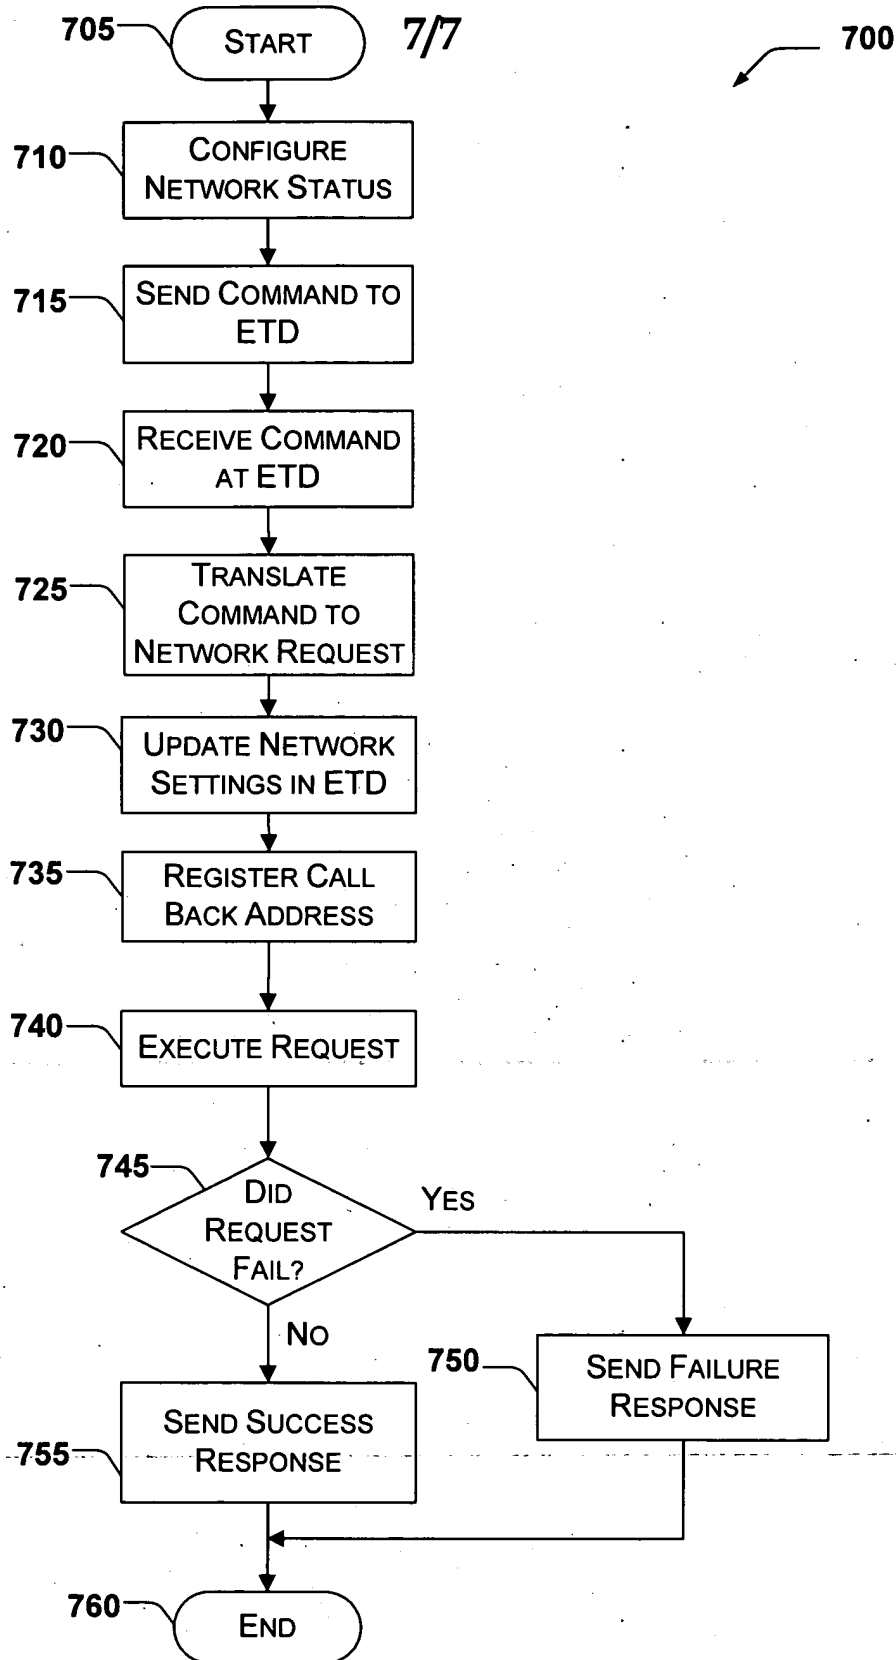 705
START
7/7
700
710
CONFIGURE
NETWORK STATUS
715
SEND COMMAND TO
ETD
720
RECEIVE COMMAND
AT ETD
725
TRANSLATE
COMMAND TO
NETWORK REQUEST
730
UPDATE NETWORK
SETTINGS IN ETD
735
REGISTER CALL
BACK ADDRESS
740
EXECUTE REQUEST
745
DID
REQUEST
FAIL?
YES
NO
750
SEND FAILURE
RESPONSE
755
SEND SUCCESS
RESPONSE
760
END